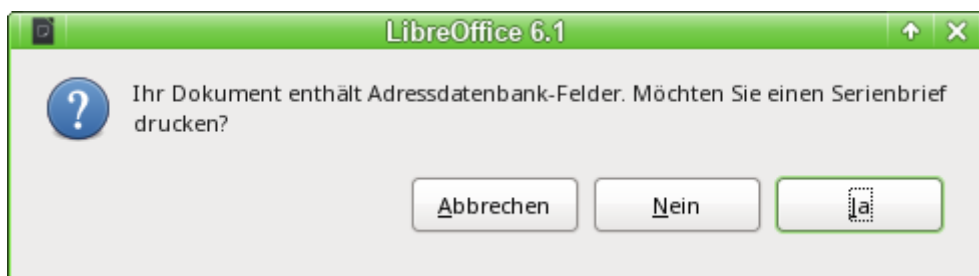 LibreOffice 6.1
Ihr Dokument enthält Adressdatenbank-Felder. Möchten Sie einen Serienbrief
drucken?
Abbrechen Nein Ja